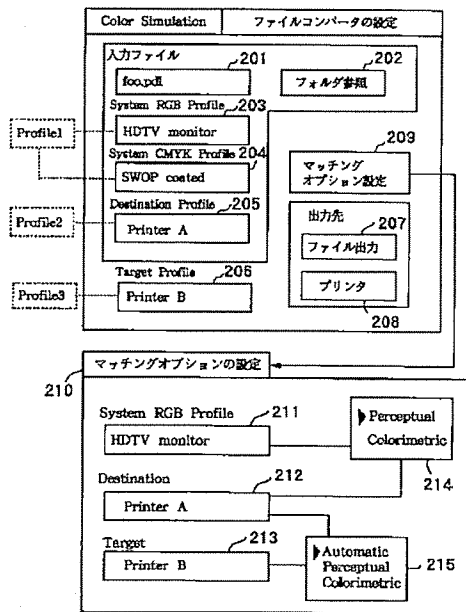 Color Simulation
ファイルコンバータの設定
入力ファイル
201
202
foo.pdl
フォルダ参照
System RGB Profile
203
Profile1
HDTV monitor
209
System CMYK Profile
204
SWOP coated
マッチング
オプション設定
Destination Profile
205
Profile2
Printer A
出力先
207
ファイル出力
Target Profile
206
Profile3
Printer B
プリンタ
208
210
マッチングオプションの設定
System RGB Profile
211
HDTV monitor
Perceptual
Colorimetric
214
Destination
212
Printer A
Target
213
Printer B
Automatic
Perceptual
Colorimetric
215